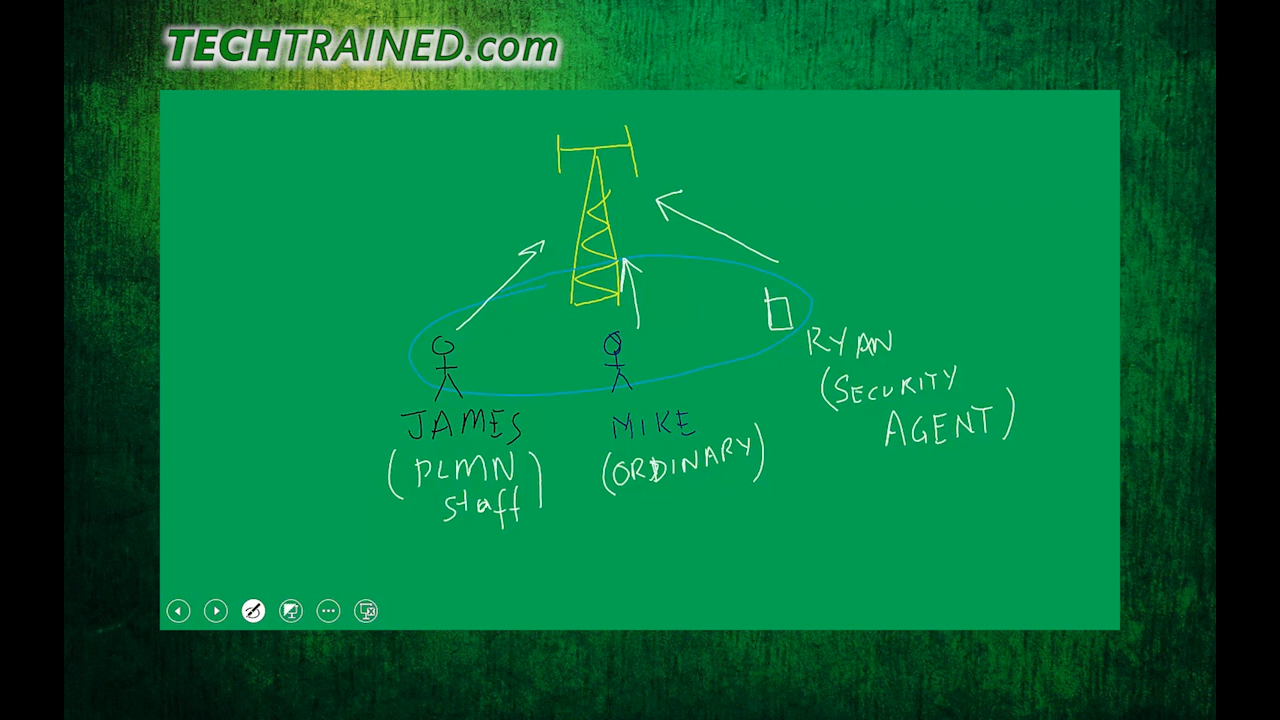 TECHTRAINED.com
JAMES
(PLMN
staff)
MIKE
(ORDINARY)
RYAN
(SECURITY
AGENT)